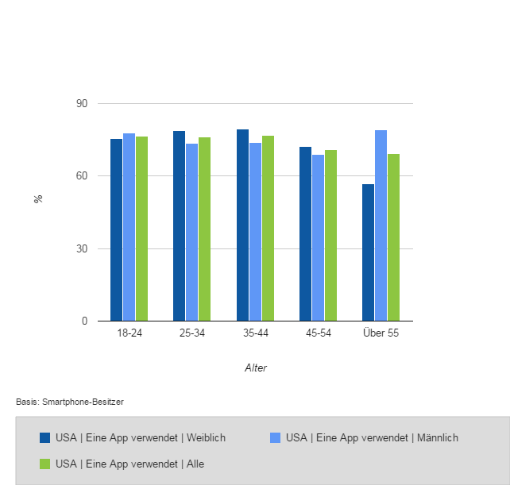 90
60
%
30
0
18-24 25-34 35-44 45-54 Über 55
Alter
Basis: Smartphone-Besitzer
USA | Eine App verwendet | Weiblich USA | Eine App verwendet | Männlich
USA | Eine App verwendet | Alle